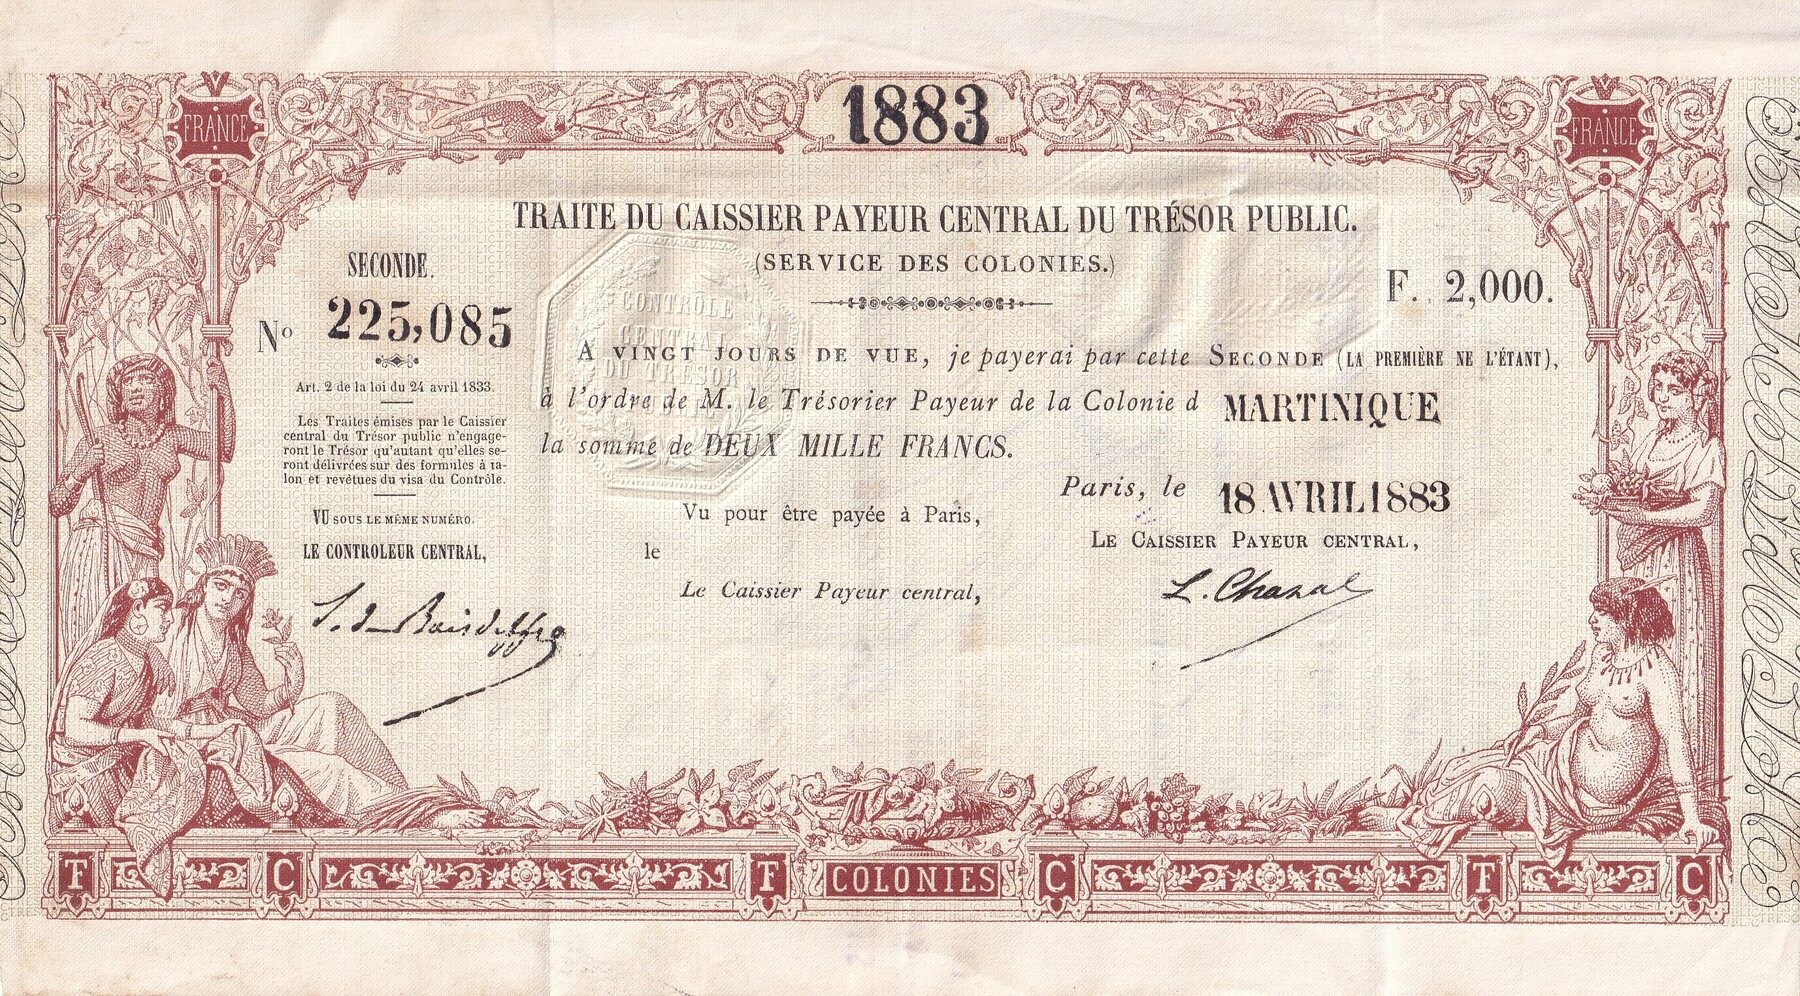 1883
FRANCE
FRANCE
TRAITE DU CAISSIER PAYEUR CENTRAL DU TRÉSOR PUBLIC.
(SERVICE DES COLONIES.)
SECONDE.
Nº 225,085
F. 2,000.
Art. 2 de la loi du 24 avril 1833.
Les Traites émises par le Caissier
central du Trésor public n'engage-
ront le Trésor qu'autant qu'elles se-
ront délivrées sur des formules à ta-
lon et revêtues du visa du Contrôle.
VU SOUS LE MÊME NUMÉRO.
LE CONTROLEUR CENTRAL,
CONTRÔLE
CENTRAL
DU TRÉSOR
A VINGT JOURS DE VUE, je payerai par cette SECONDE (LA PREMIÈRE NE L'ÉTANT),
à l'ordre de M. le Trésorier Payeur de la Colonie d MARTINIQUE
la somme de DEUX MILLE FRANCS.
Paris, le 18 AVRIL 1883
LE CAISSIER PAYEUR CENTRAL,
L. Chazal
Vu pour être payée à Paris,
le
Le Caissier Payeur central,
T C F COLONIES C T C